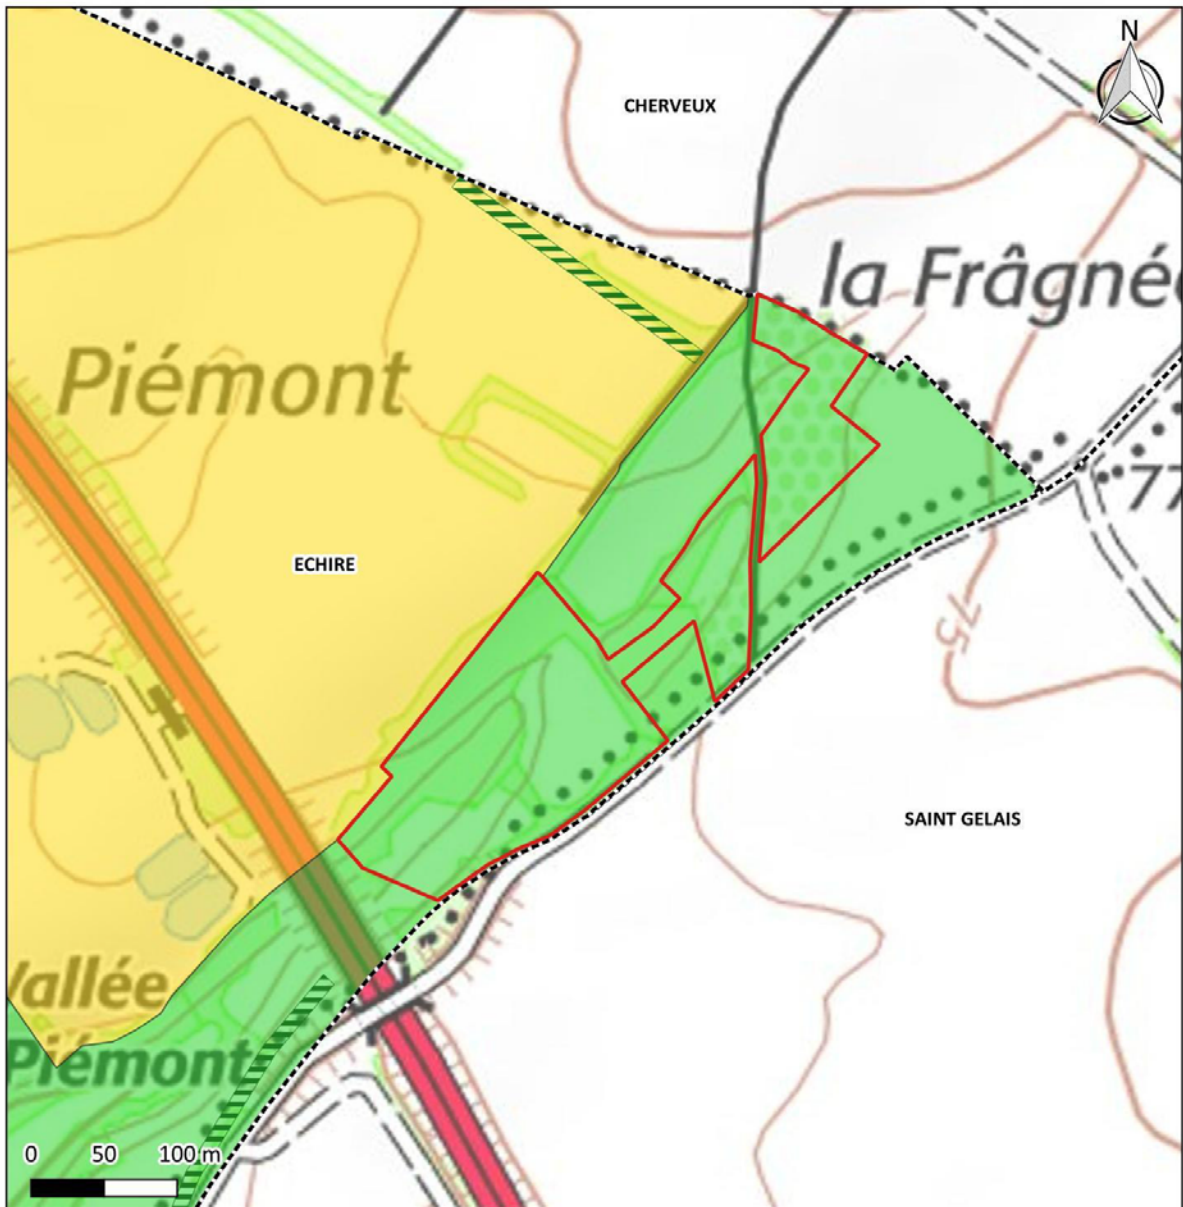 N
CHERVEUX
la Frâgné
Piémont
77
ECHIRE
75
SAINT GELAIS
Vallée
Piémont
0 50 100 m